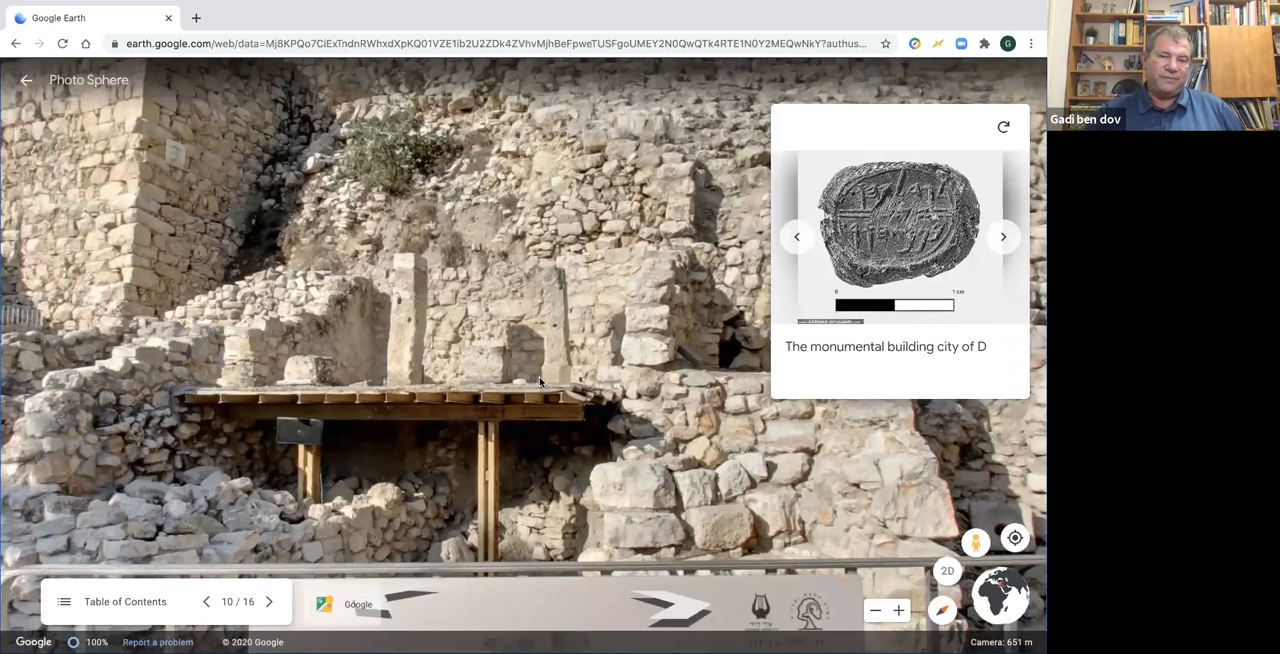 Google Earth
earth.google.com/web/data=Mj8KPQo7CiExTndnRWhxdXpKQ01VZE1ib2U2ZDk4ZVhvMjhBeFpweTUSFgoUMEY2N0QwQTk4RTE1N0Y2MEQwNkY?authus...
G
Photo Sphere
Gadi ben dov
0
1 cm
The monumental building city of D
Table of Contents
10 / 16
Google
2D
Google
100%
Report a problem
© 2020 Google
Camera: 651 m